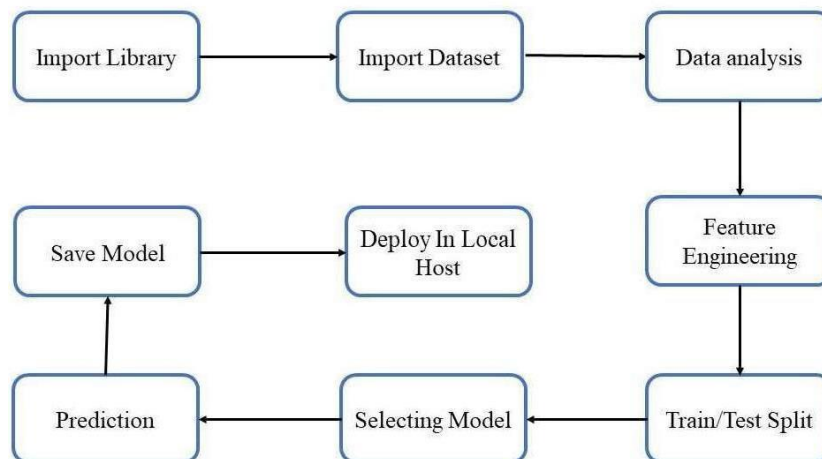 Import Library
Import Dataset
Data analysis
Feature
Engineering
Train/Test Split
Selecting Model
Prediction
Save Model
Deploy In Local
Host